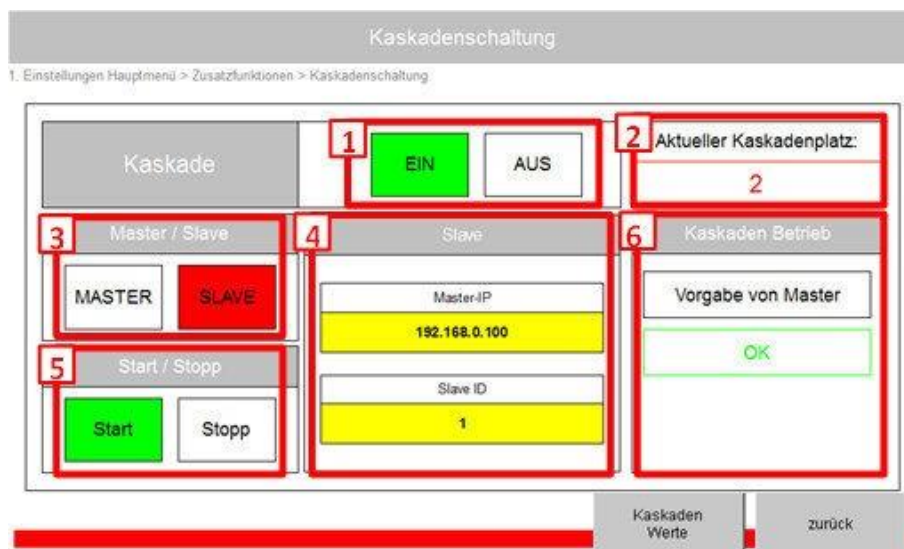 Kaskadenschaltung
1. Einstellungen Hauptmenü > Zusatzfunktionen > Kaskadenschaltung
Kaskade
1
EIN
AUS
2
Aktueller Kaskadenplatz:
2
3
Master / Slave
MASTER
SLAVE
4
Slave
Master-IP
192.168.0.100
Slave ID
1
5
Start / Stopp
Start
Stopp
6
Kaskaden Betrieb
Vorgabe von Master
OK
Kaskaden
Werte
zurück